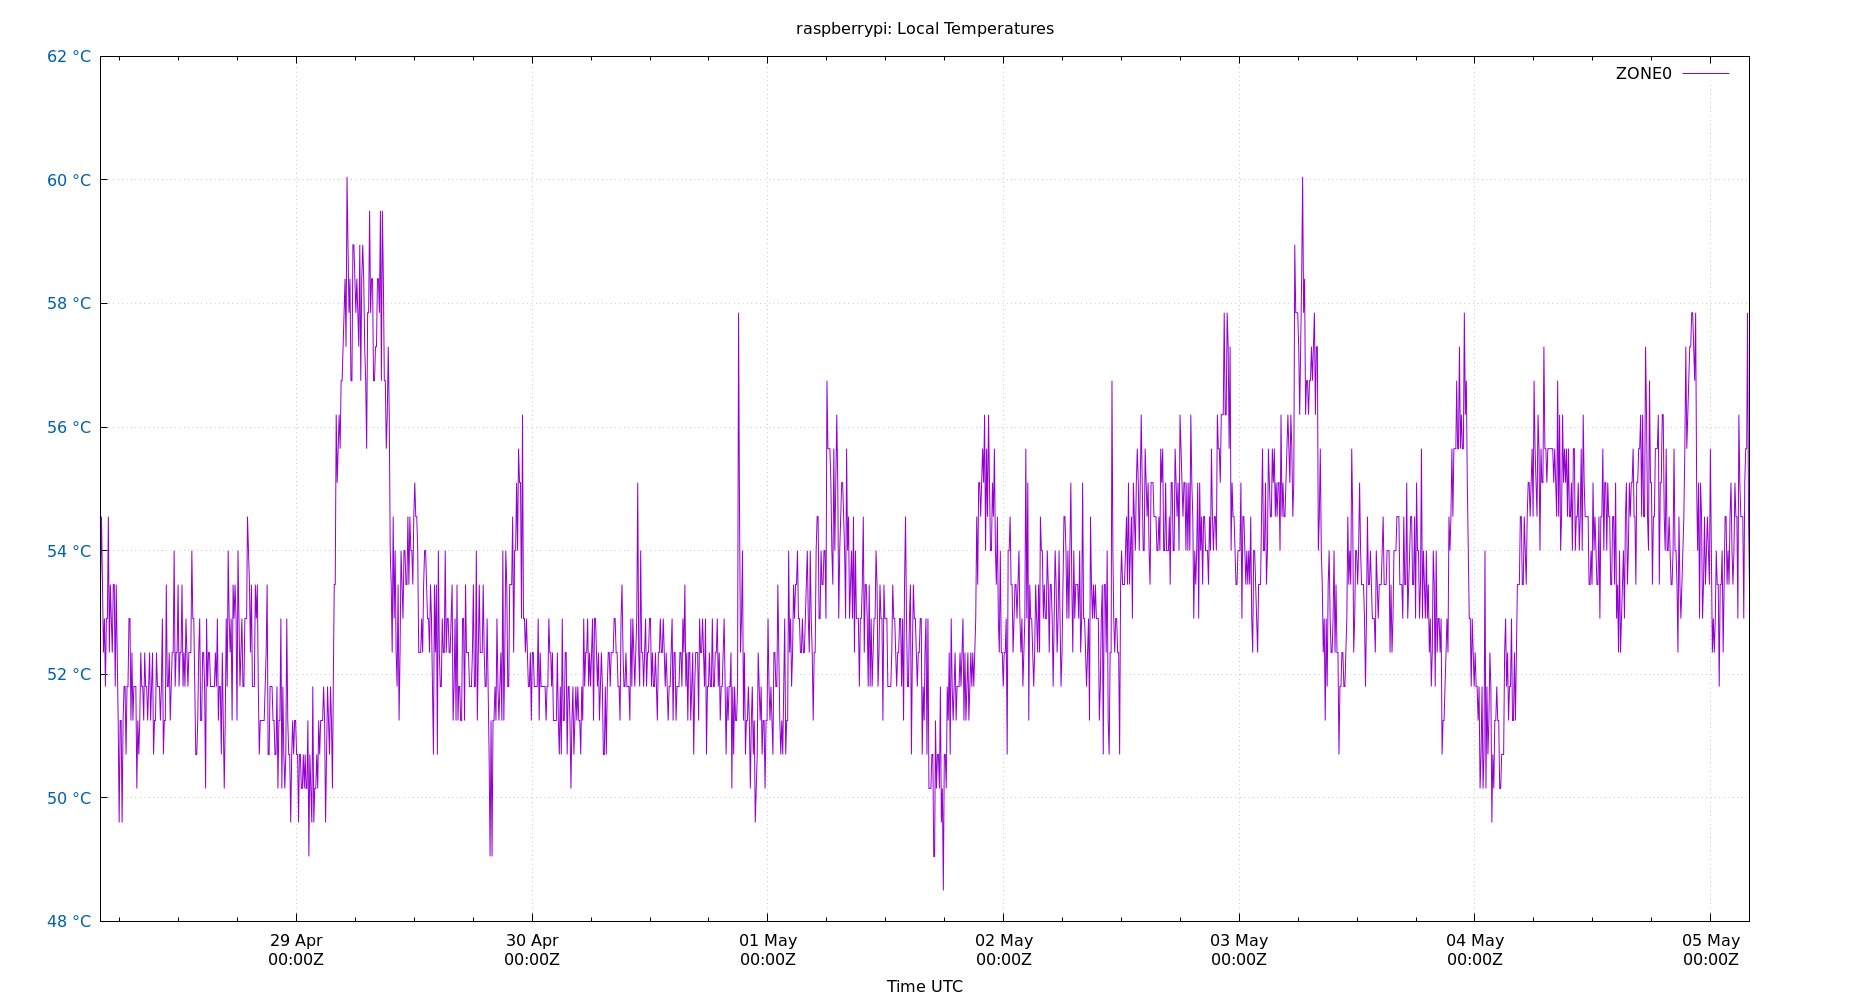 raspberrypi: Local Temperatures
62 °C
ZONE0
60 °C
58 °C
56 °C
54 °C
52 °C
50 °C
48 °C
29 Apr 30 Apr 01 May 02 May 03 May 04 May 05 May
00:00Z 00:00Z 00:00Z 00:00Z 00:00Z 00:00Z 00:00Z
Time UTC